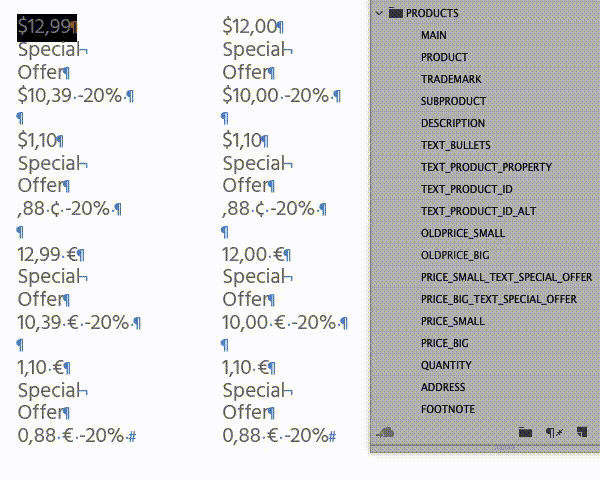 $12,99¶
Special¬
Offer¶
$10,39·-20%·¶
¶
$1,10¶
Special¬
Offer¶
,88·¢·-20%·¶
¶
12,99·€¶
Special¬
Offer¶
10,39·€·-20%·¶
¶
1,10·€¶
Special¬
Offer¶
0,88·€·-20%·#
$12,00¶
Special¬
Offer¶
$10,00·-20%·¶
¶
$1,10¶
Special¬
Offer¶
,88·¢·-20%·¶
¶
12,00·€¶
Special¬
Offer¶
10,00·€·-20%·¶
¶
1,10·€¶
Special¬
Offer¶
0,88·€·-20%#
PRODUCTS
MAIN
PRODUCT
TRADEMARK
SUBPRODUCT
DESCRIPTION
TEXT_BULLETS
TEXT_PRODUCT_PROPERTY
TEXT_PRODUCT_ID
TEXT_PRODUCT_ID_ALT
OLDPRICE_SMALL
OLDPRICE_BIG
PRICE_SMALL_TEXT_SPECIAL_OFFER
PRICE_BIG_TEXT_SPECIAL_OFFER
PRICE_SMALL
PRICE_BIG
QUANTITY
ADDRESS
FOOTNOTE